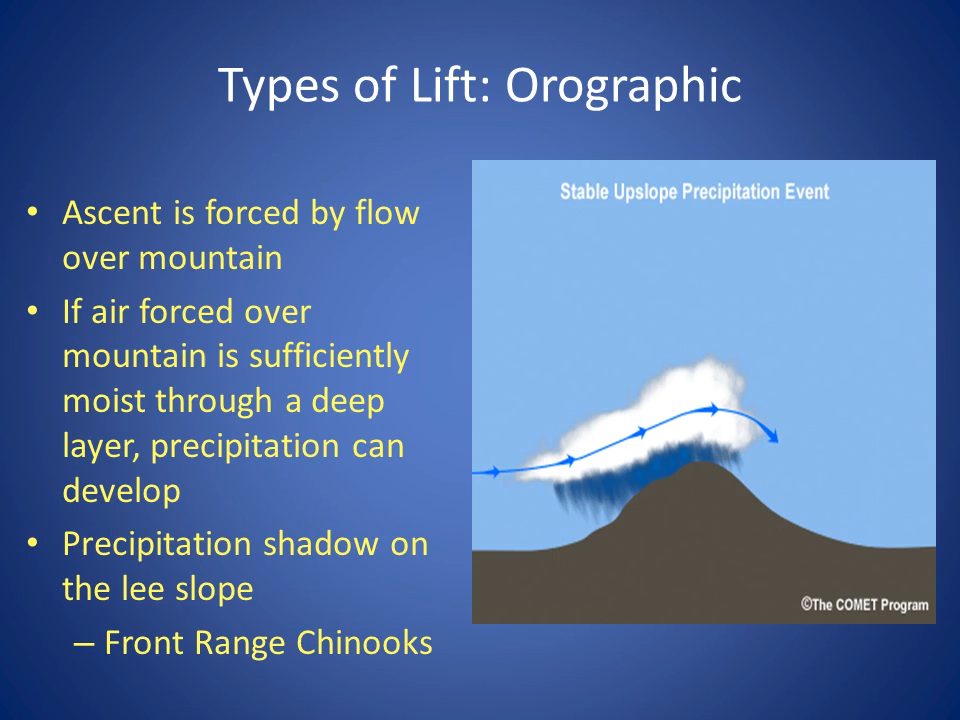 Types of Lift: Orographic
• Ascent is forced by flow
over mountain
• If air forced over
mountain is sufficiently
moist through a deep
layer, precipitation can
develop
• Precipitation shadow on
the lee slope
– Front Range Chinooks
Stable Upslope Precipitation Event
©The COMET Program